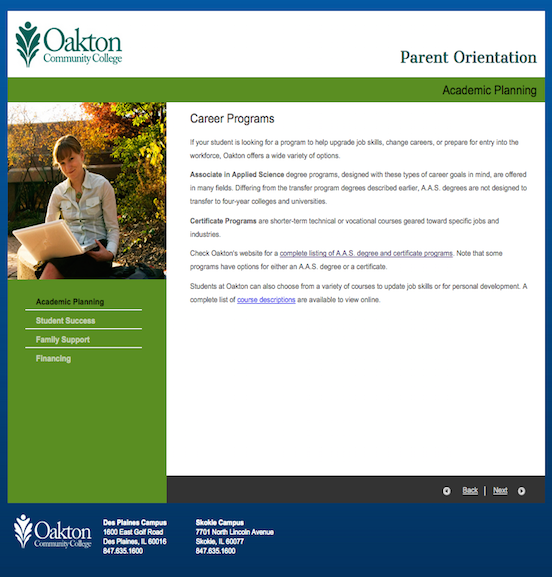 Oakton
Community College
Parent Orientation
Academic Planning
Career Programs
If your student is looking for a program to help upgrade job skills, change careers, or prepare for entry into the
workforce, Oakton offers a wide variety of options.
Associate in Applied Science degree programs, designed with these types of career goals in mind, are offered
in many fields. Differing from the transfer program degrees described earlier, A.A.S. degrees are not designed to
transfer to four-year colleges and universities.
Certificate Programs are shorter-term technical or vocational courses geared toward specific jobs and
industries.
Check Oakton's website for a complete listing of A.A.S. degree and certificate programs. Note that some
programs have options for either an A.A.S. degree or a certificate.
Students at Oakton can also choose from a variety of courses to update job skills or for personal development. A
complete list of course descriptions are available to view online.
Academic Planning
Student Success
Family Support
Financing
Back | Next
Oakton
Community College
Des Plaines Campus
1600 East Golf Road
Des Plaines, IL 60016
847.635.1600
Skokie Campus
7701 North Lincoln Avenue
Skokie, IL 60077
847.635.1600